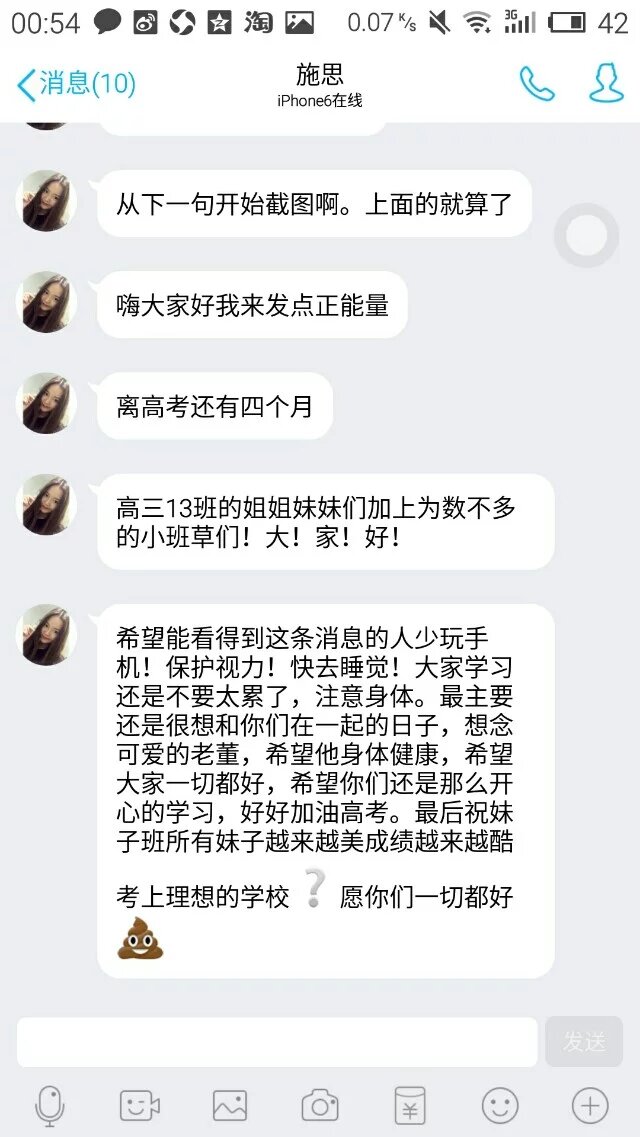 00:54 淘 0.07 K/s 3G 42
消息(10) 施思
iPhone6在线
从下一句开始截图啊。上面的就算了
嗨大家好我来发点正能量
离高考还有四个月
高三13班的姐姐妹妹们加上为数不多
的小班草们！大！家！好！
希望能看得到这条消息的人少玩手
机！保护视力！快去睡觉！大家学习
还是不要太累了，注意身体。最主要
还是很想和你们在一起的日子，想念
可爱的老董，希望他身体健康，希望
大家一切都好，希望你们还是那么开
心的学习，好好加油高考。最后祝妹
子班所有妹子越来越美成绩越来越酷
考上理想的学校❔愿你们一切都好
💩
发送